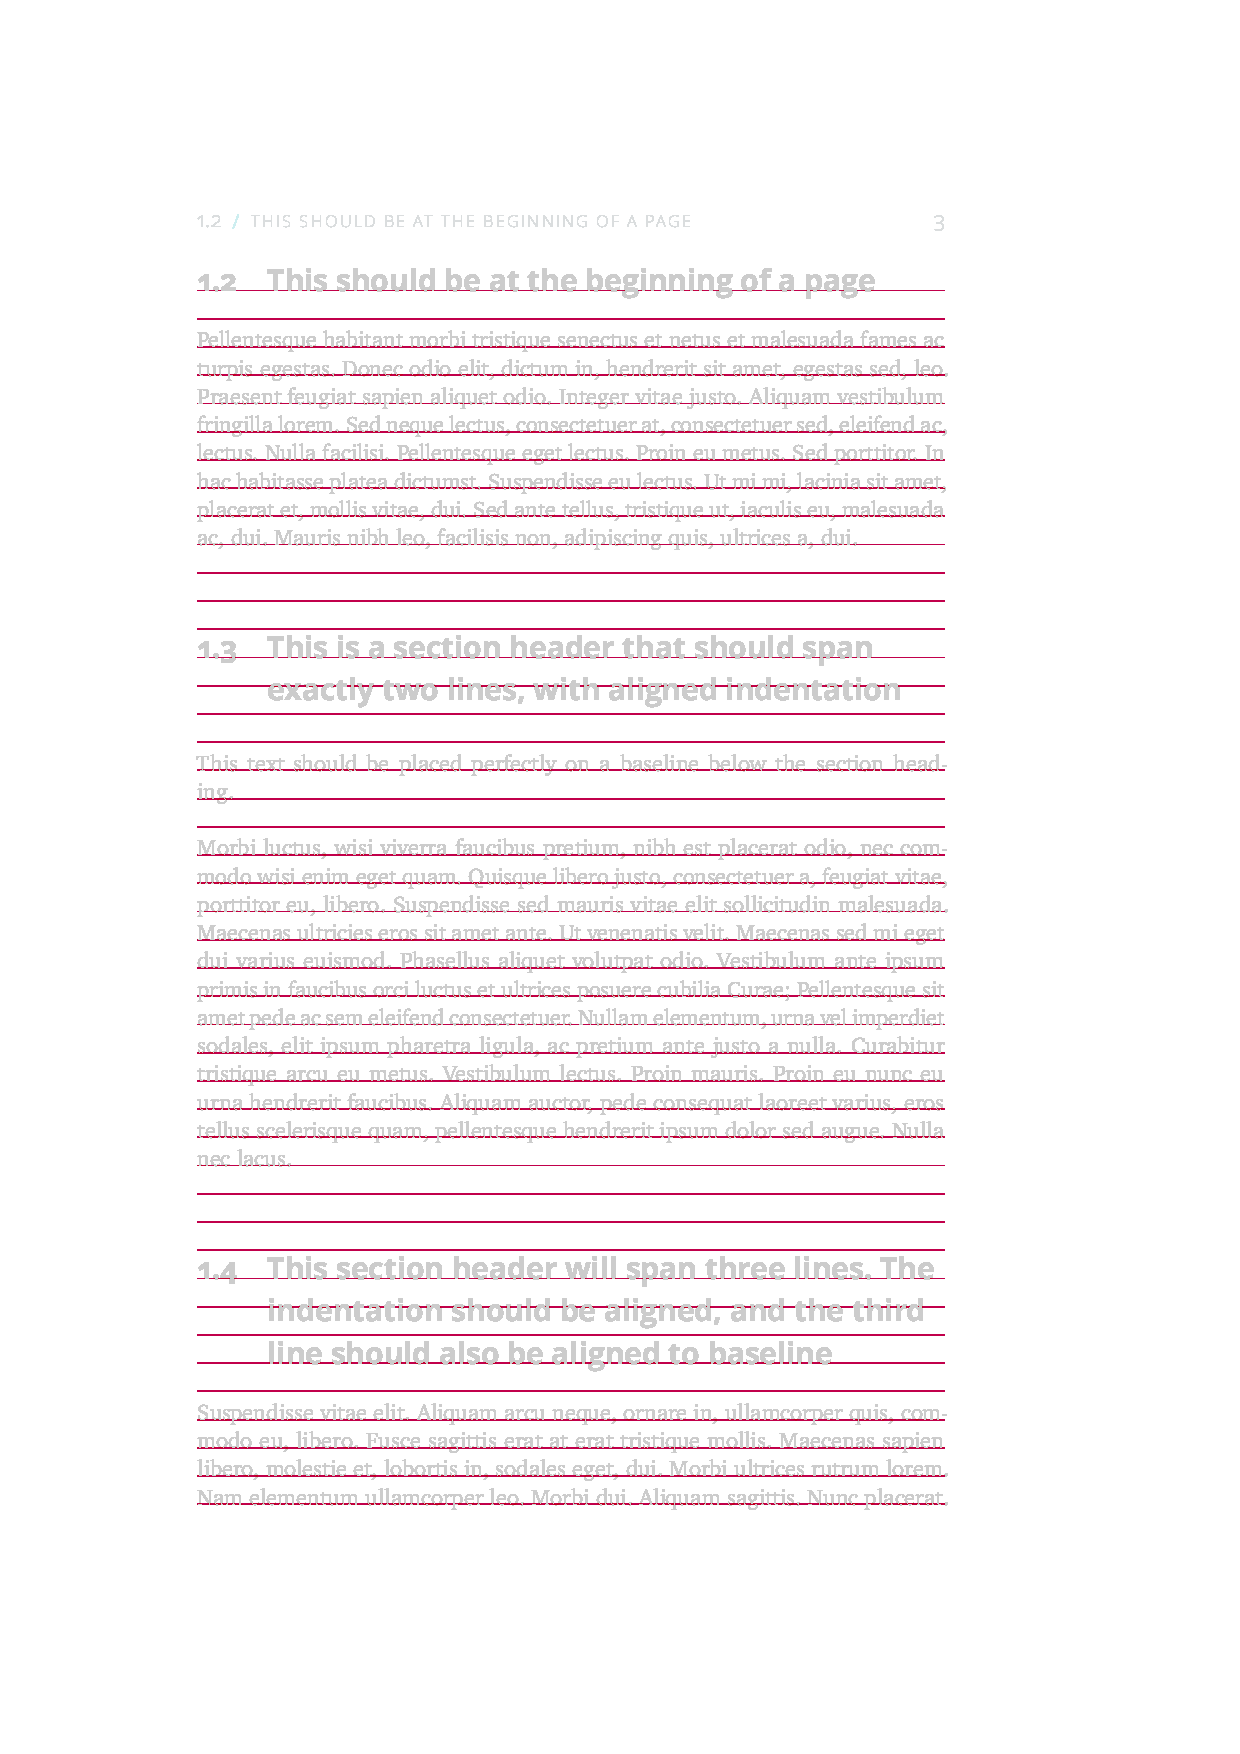 1.2 / THIS SHOULD BE AT THE BEGINNING OF A PAGE 3
1.2 This should be at the beginning of a page
Pellentesque habitant morbi tristique senectus et netus et malesuada fames ac
turpis egestas. Donec odio elit, dictum in, hendrerit sit amet, egestas sed, leo.
Praesent feugiat sapien aliquet odio. Integer vitae justo. Aliquam vestibulum
fringilla lorem. Sed neque lectus, consectetuer at, consectetuer sed, eleifend ac,
lectus. Nulla facilisi. Pellentesque eget lectus. Proin eu metus. Sed porttitor. In
hac habitasse platea dictumst. Suspendisse eu lectus. Ut mi mi, lacinia sit amet,
placerat et, mollis vitae, dui. Sed ante tellus, tristique ut, iaculis eu, malesuada
ac, dui. Mauris nibh leo, facilisis non, adipiscing quis, ultrices a, dui.
1.3 This is a section header that should span
exactly two lines, with aligned indentation
This text should be placed perfectly on a baseline below the section head-
ing.
Morbi luctus, wisi viverra faucibus pretium, nibh est placerat odio, nec com-
modo wisi enim eget quam. Quisque libero justo, consectetuer a, feugiat vitae,
porttitor eu, libero. Suspendisse sed mauris vitae elit sollicitudin malesuada.
Maecenas ultricies eros sit amet ante. Ut venenatis velit. Maecenas sed mi eget
dui varius euismod. Phasellus aliquet volutpat odio. Vestibulum ante ipsum
primis in faucibus orci luctus et ultrices posuere cubilia Curae; Pellentesque sit
amet pede ac sem eleifend consectetuer. Nullam elementum, urna vel imperdiet
sodales, elit ipsum pharetra ligula, ac pretium ante justo a nulla. Curabitur
tristique arcu eu metus. Vestibulum lectus. Proin mauris. Proin eu nunc eu
urna hendrerit faucibus. Aliquam auctor, pede consequat laoreet varius, eros
tellus scelerisque quam, pellentesque hendrerit ipsum dolor sed augue. Nulla
nec lacus.
1.4 This section header will span three lines. The
indentation should be aligned, and the third
line should also be aligned to baseline
Suspendisse vitae elit. Aliquam arcu neque, ornare in, ullamcorper quis, com-
modo eu, libero. Fusce sagittis erat at erat tristique mollis. Maecenas sapien
libero, molestie et, lobortis in, sodales eget, dui. Morbi ultrices rutrum lorem.
Nam elementum ullamcorper leo. Morbi dui. Aliquam sagittis. Nunc placerat.